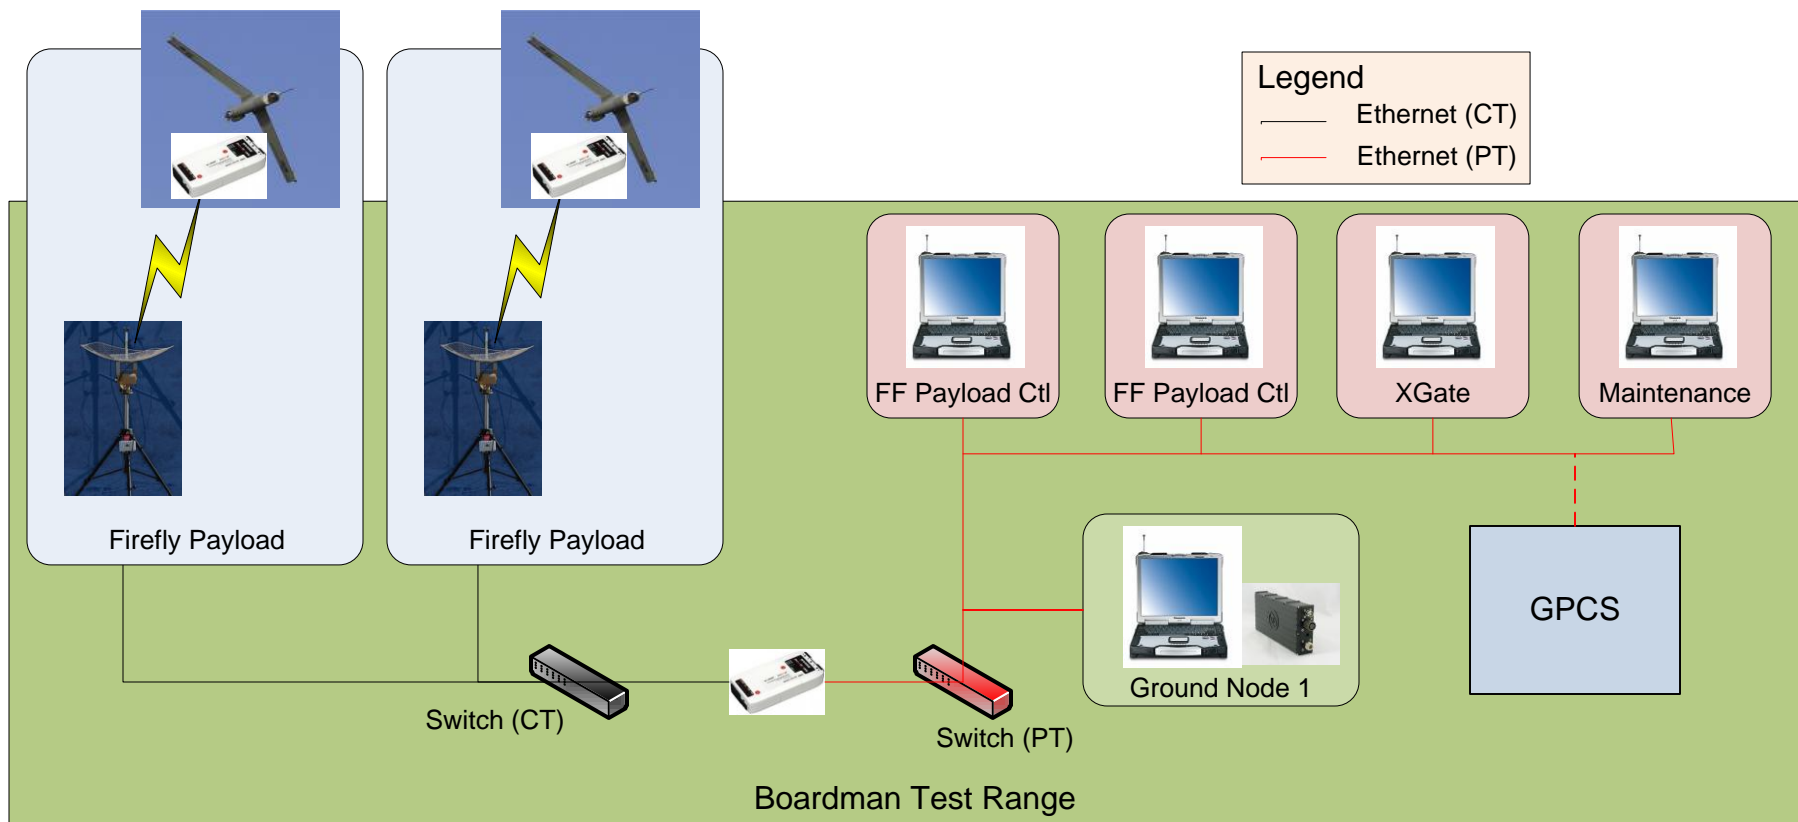 Legend
Ethernet (CT)
Ethernet (PT)
FF Payload Ctl
FF Payload Ctl
XGate
Maintenance
Firefly Payload
Firefly Payload
GPCS
Ground Node 1
Switch (CT)
Switch (PT)
Boardman Test Range